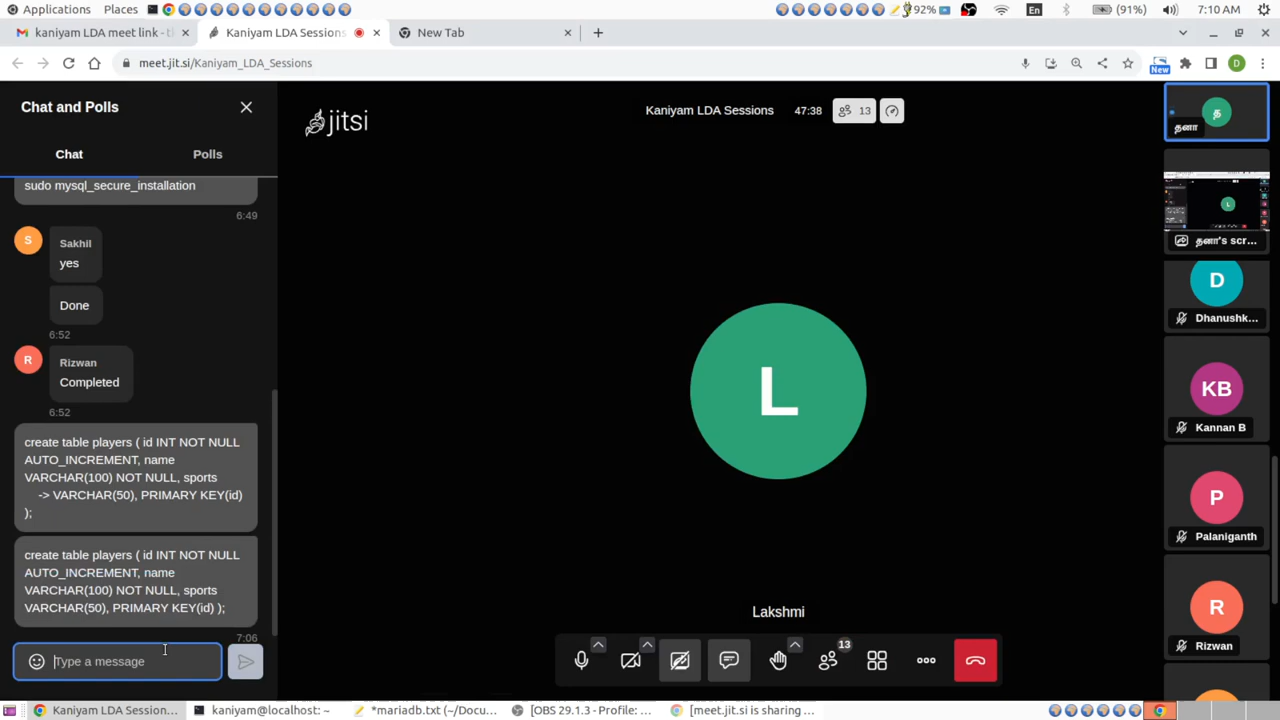 Applications Places 92% En (91%) 7:10 AM
kaniyam LDA meet link - th Kaniyam LDA Sessions New Tab
meet.jit.si/Kaniyam_LDA_Sessions New D
Chat and Polls
Chat Polls
sudo mysql_secure_installation
6:49
S
Sakhil
yes
Done
6:52
R
Rizwan
Completed
6:52
create table players ( id INT NOT NULL
AUTO_INCREMENT, name
VARCHAR(100) NOT NULL, sports
-> VARCHAR(50), PRIMARY KEY(id)
);
create table players ( id INT NOT NULL
AUTO_INCREMENT, name
VARCHAR(100) NOT NULL, sports
VARCHAR(50), PRIMARY KEY(id) );
7:06
Type a message
jitsi
Kaniyam LDA Sessions 47:38 13
L
Lakshmi
13
த
தனா
L
தனா's scr...
D
Dhanushk...
KB
Kannan B
P
Palaniganth
R
Rizwan
Kaniyam LDA Session... kaniyam@localhost: ~ *mariadb.txt (~/Docu... [OBS 29.1.3 - Profile: ... [meet.jit.si is sharing ...